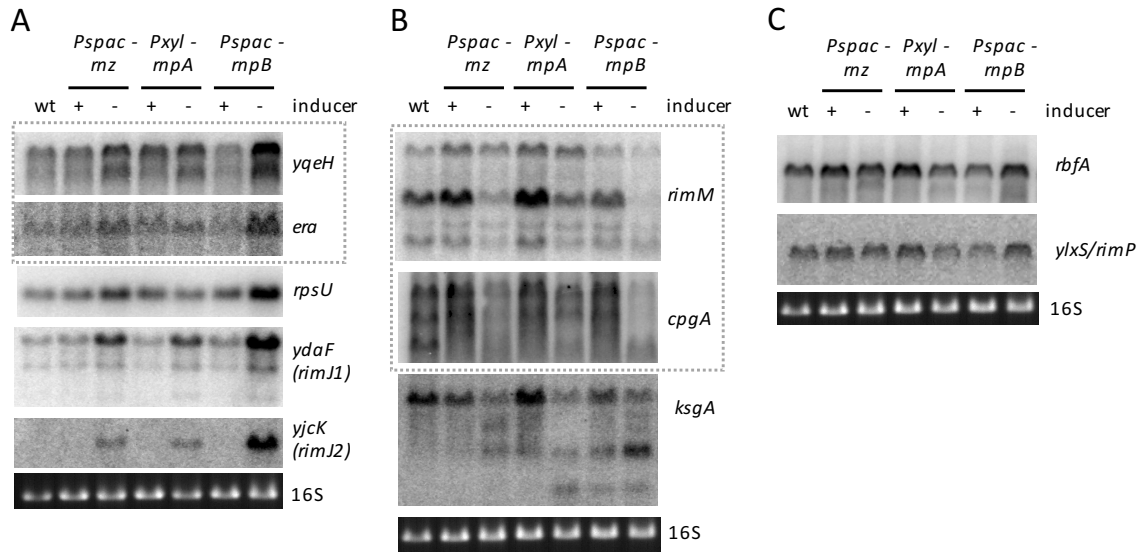 A
Pspac - Pxyl - Pspac -
rnz rnpA rnpB
wt + - + - + - inducer
yqeH
era
rpsU
ydaF
(rimJ1)
yjcK
(rimJ2)
16S
B
Pspac - Pxyl - Pspac -
rnz rnpA rnpB
wt + - + - + - inducer
rimM
cpgA
ksgA
16S
C
Pspac - Pxyl - Pspac -
rnz rnpA rnpB
wt + - + - + - inducer
rbfA
ylxS/rimP
16S